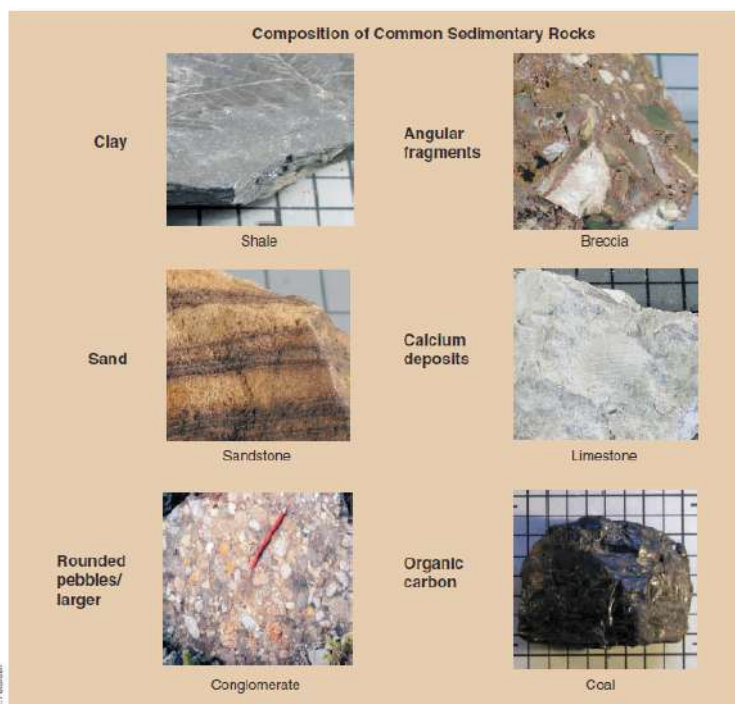 Composition of Common Sedimentary Rocks
Clay
Shale
Angular
fragments
Breccia
Sand
Sandstone
Calcium
deposits
Limestone
Rounded
pebbles/
larger
Conglomerate
Organic
carbon
Coal